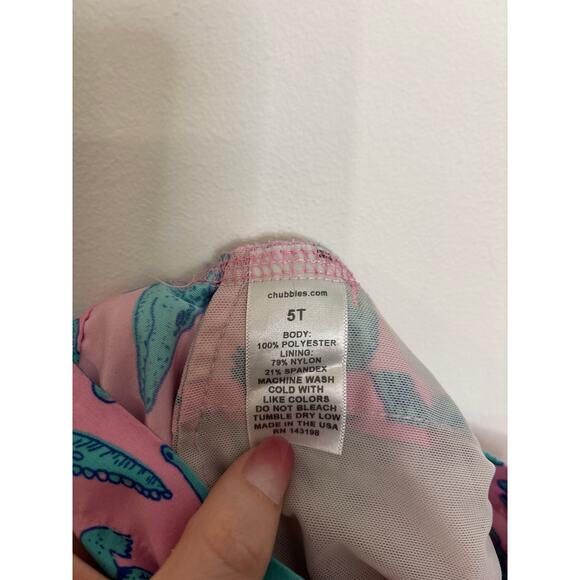 chubbies.com
5T
BODY:
100% POLYESTER
LINING:
79% NYLON
21% SPANDEX
MACHINE WASH
COLD WITH
LIKE COLORS
DO NOT BLEACH
TUMBLE DRY LOW
MADE IN THE USA
RN 143198